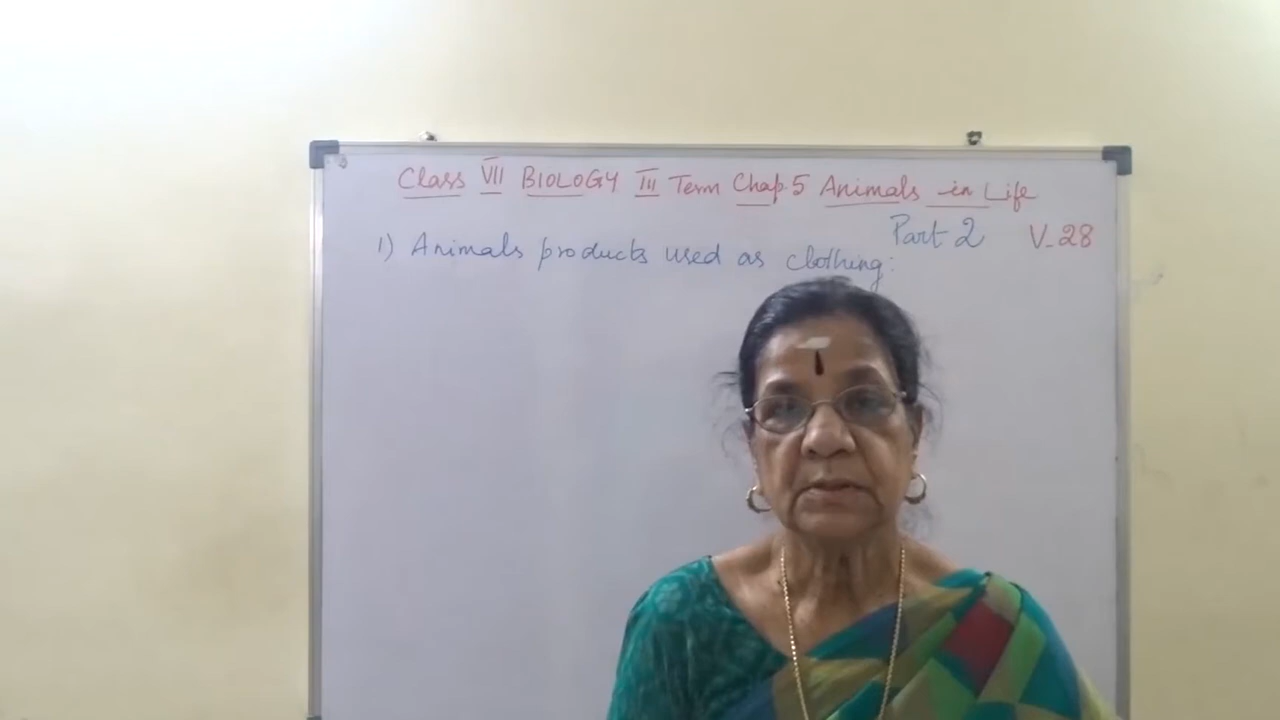 Class VII BIOLOGY III Term Chap.5 Animals in Life
Part 2 V-28
1) Animals products used as clothing: